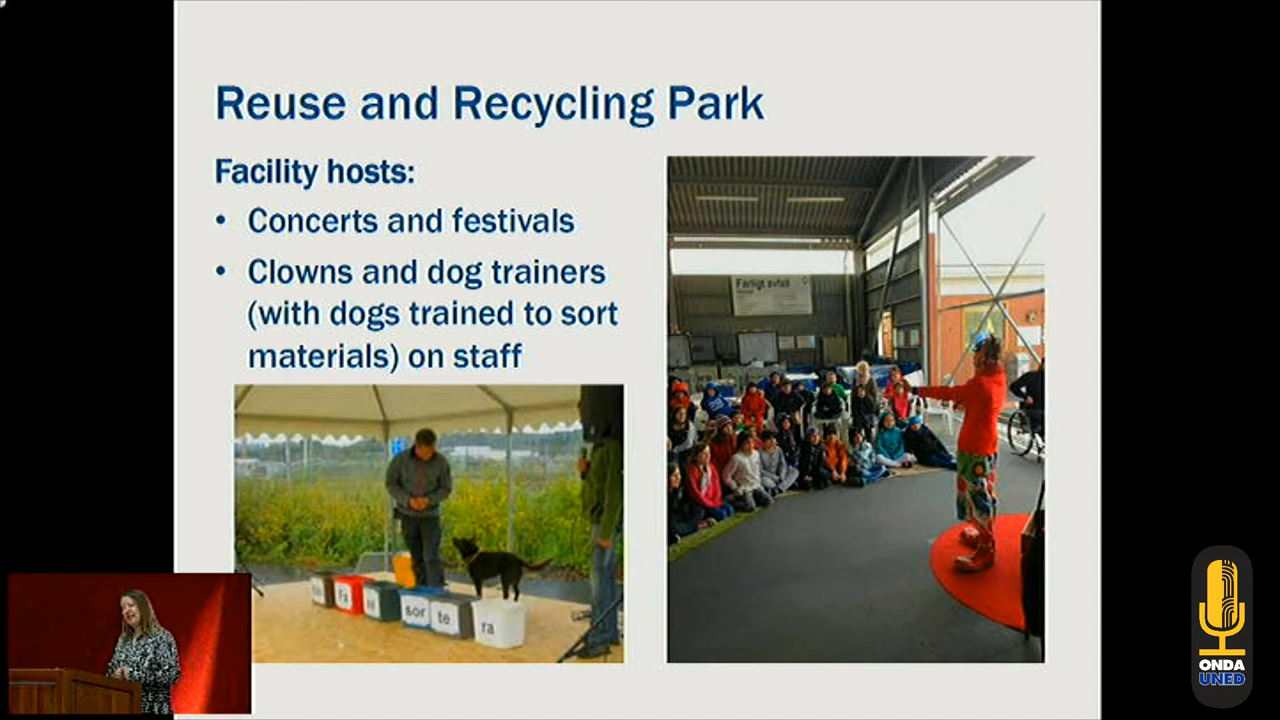 Reuse and Recycling Park
Facility hosts:
• Concerts and festivals
• Clowns and dog trainers
(with dogs trained to sort
materials) on staff
Farligt avfall
sor te ra
ONDA
UNED